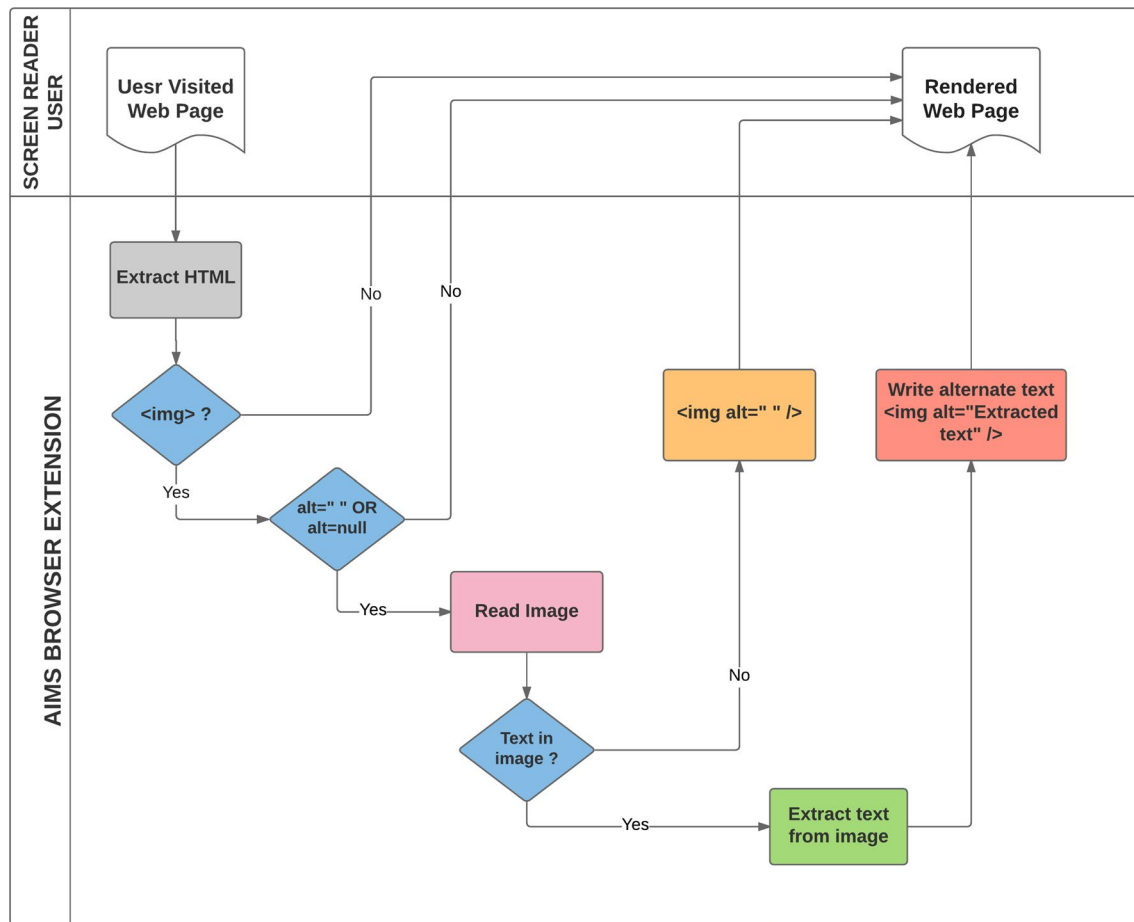 SCREEN READER
USER
Uesr Visited
Web Page
Rendered
Web Page
AIMS BROWSER EXTENSION
Extract HTML
No
No
<img> ?
Yes
alt=" " OR
alt=null
<img alt=" " />
Write alternate text
<img alt="Extracted
text" />
Yes
Read Image
No
Text in
image ?
Yes
Extract text
from image